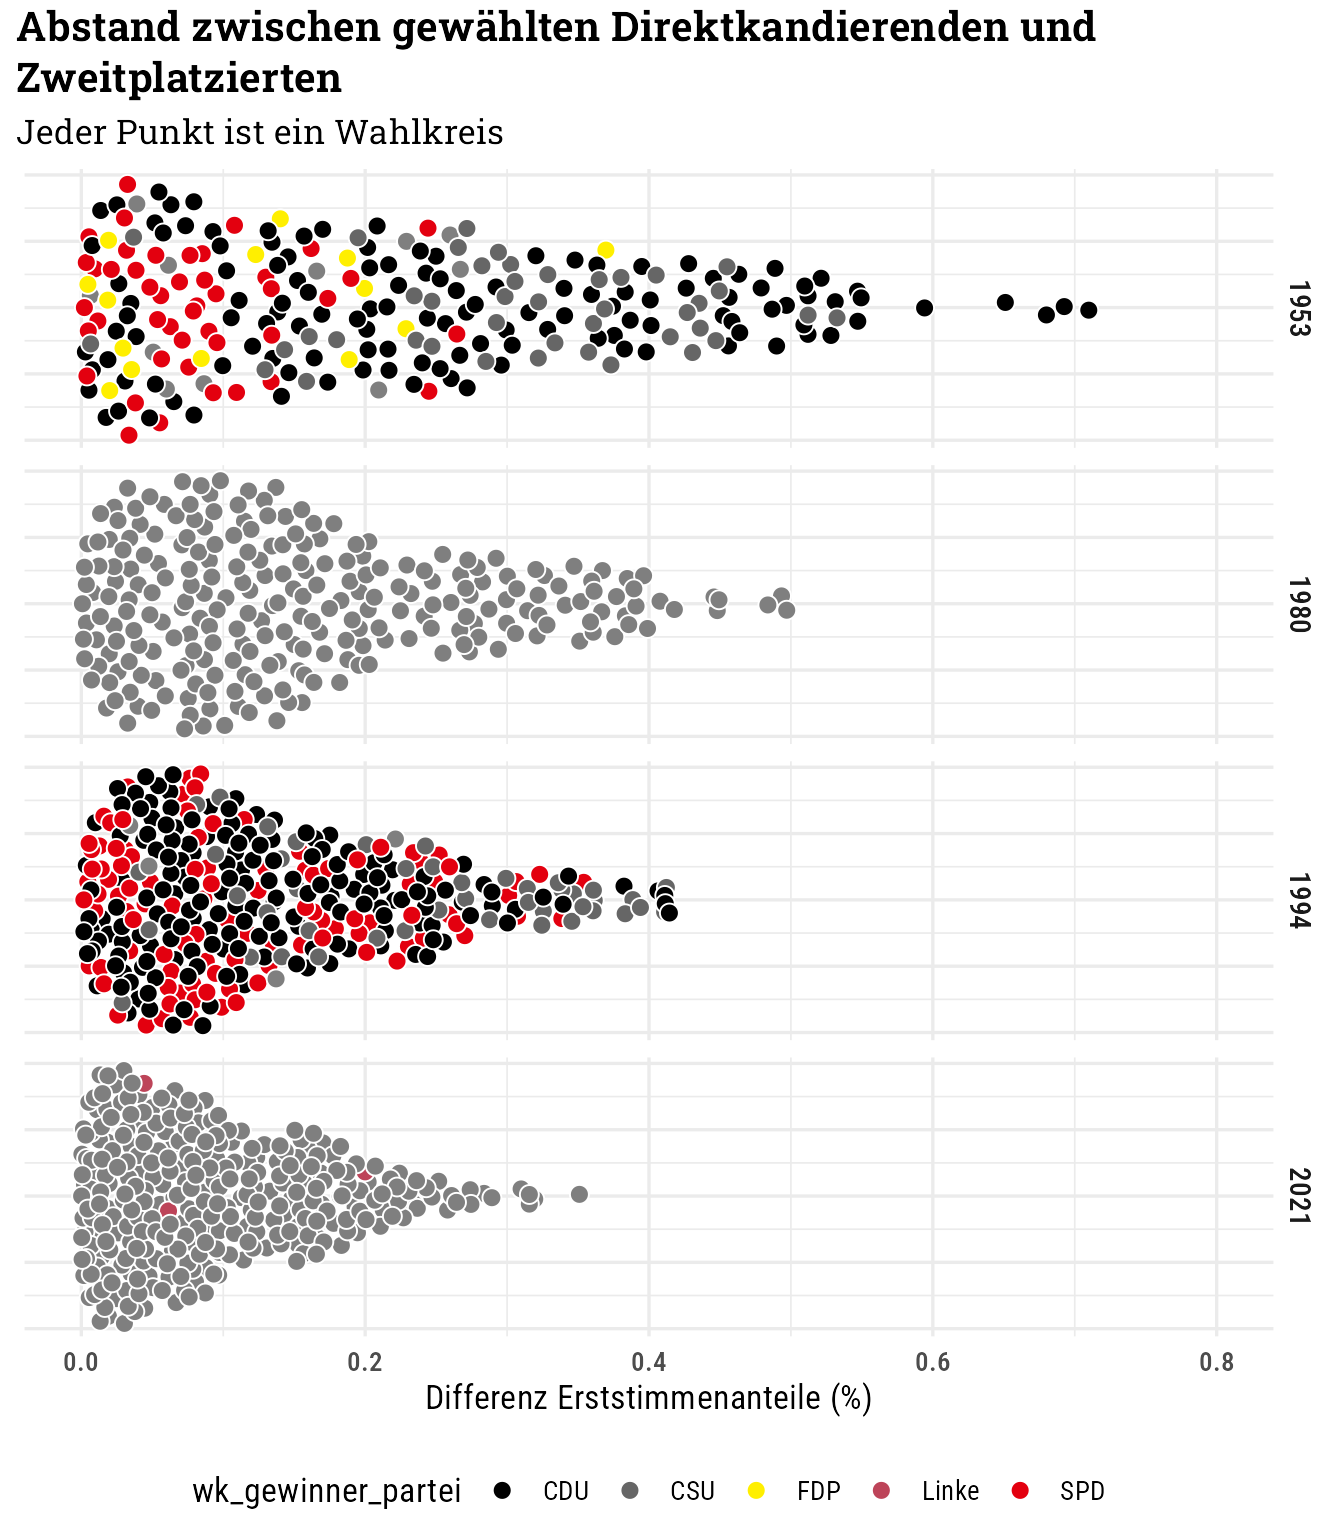 Abstand zwischen gewählten Direktkandierenden und
Zweitplatzierten
Jeder Punkt ist ein Wahlkreis
1953
1980
1994
2021
0.0 0.2 0.4 0.6 0.8
Differenz Erststimmenanteile (%)
wk_gewinner_partei CDU CSU FDP Linke SPD